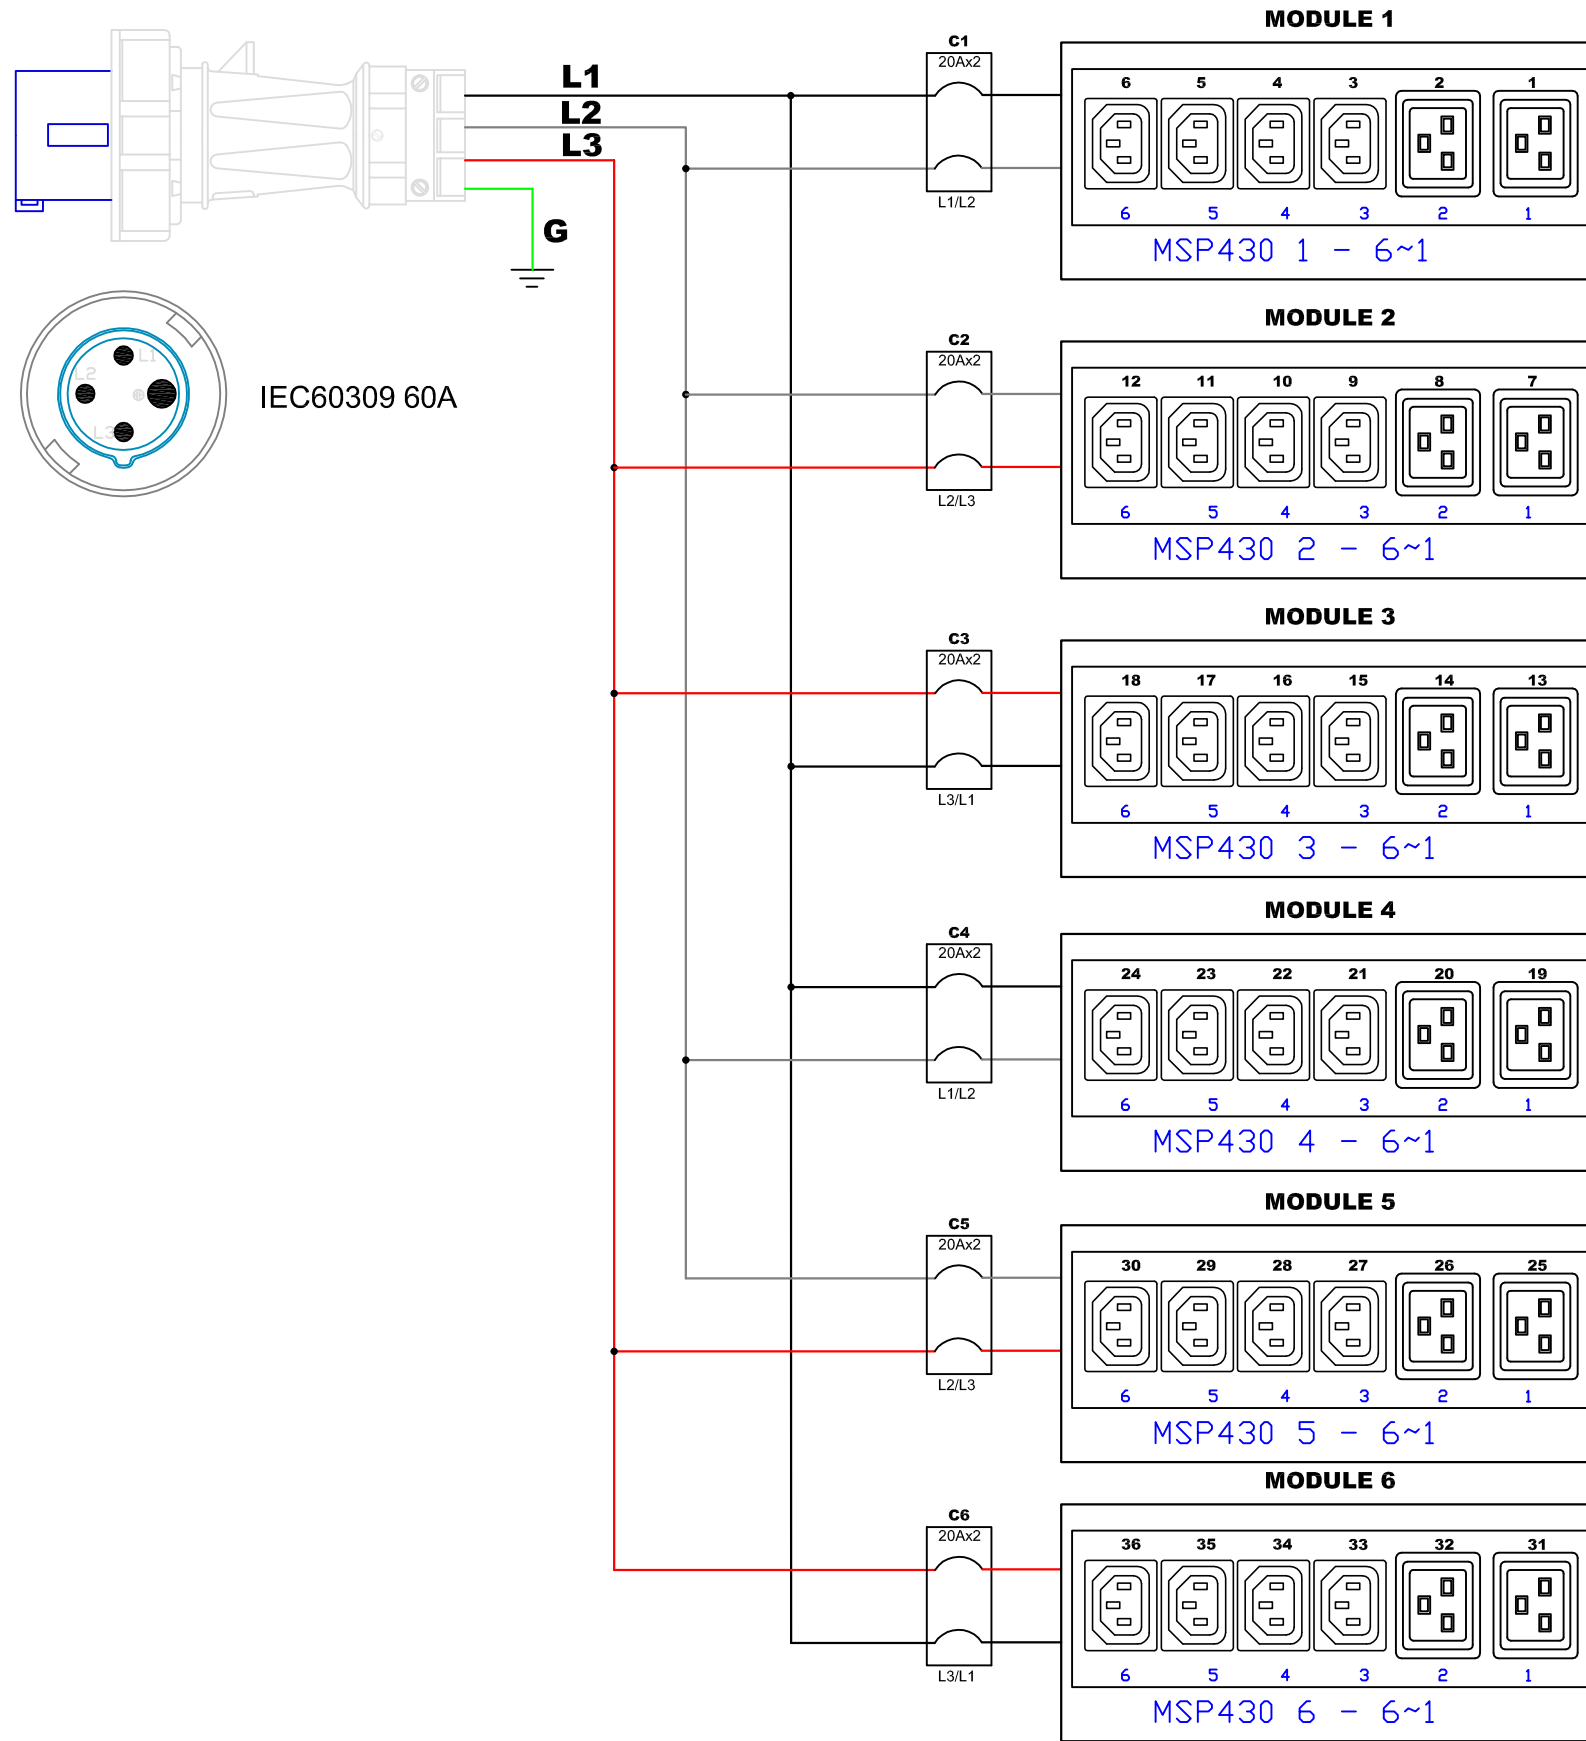 L1
L2
L3
G
L1
L2
L3
IEC60309 60A
MODULE 1
C1
20Ax2
L1/L2
6 5 4 3 2 1
6 5 4 3 2 1
MSP430 1 - 6~1
MODULE 2
C2
20Ax2
L2/L3
12 11 10 9 8 7
6 5 4 3 2 1
MSP430 2 - 6~1
MODULE 3
C3
20Ax2
L3/L1
18 17 16 15 14 13
6 5 4 3 2 1
MSP430 3 - 6~1
MODULE 4
C4
20Ax2
L1/L2
24 23 22 21 20 19
6 5 4 3 2 1
MSP430 4 - 6~1
MODULE 5
C5
20Ax2
L2/L3
30 29 28 27 26 25
6 5 4 3 2 1
MSP430 5 - 6~1
MODULE 6
C6
20Ax2
L3/L1
36 35 34 33 32 31
6 5 4 3 2 1
MSP430 6 - 6~1